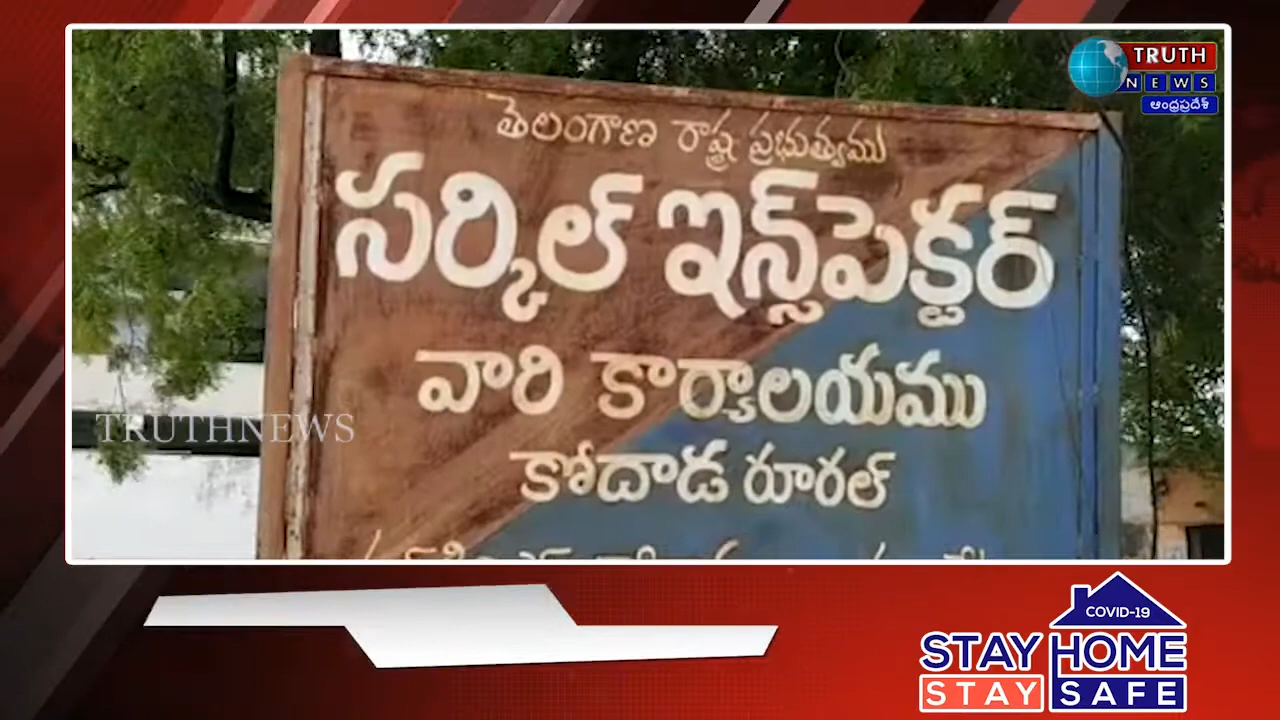 TRUTH
NEWS
ఆంధ్రప్రదేశ్
తెలంగాణ రాష్ట్ర ప్రభుత్వము
సర్కిల్ ఇన్స్‌పెక్టర్
వారి కార్యాలయము
కోదాడ రూరల్
TRUTHNEWS
COVID-19
STAY HOME
STAY SAFE